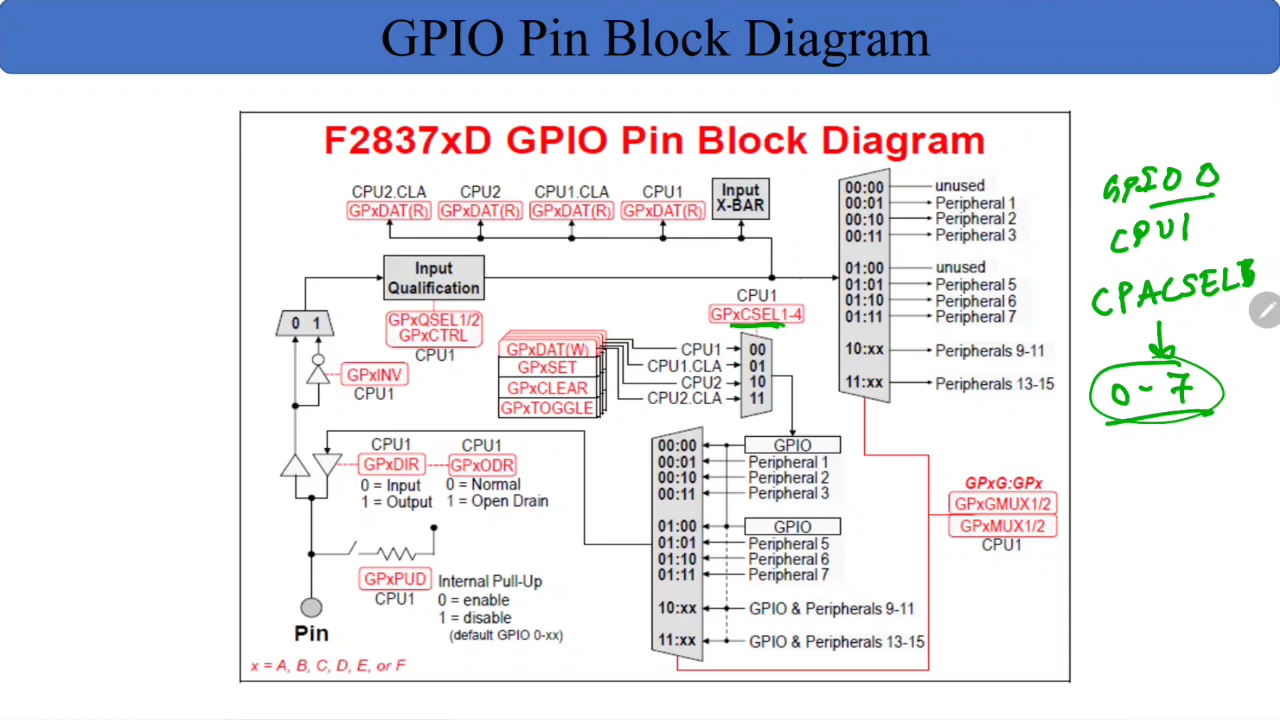 GPIO Pin Block Diagram
F2837xD GPIO Pin Block Diagram
CPU2.CLA
GPxDAT(R)
CPU2
GPxDAT(R)
CPU1.CLA
GPxDAT(R)
CPU1
GPxDAT(R)
Input
X-BAR
00:00 unused
00:01 Peripheral 1
00:10 Peripheral 2
00:11 Peripheral 3
01:00 unused
01:01 Peripheral 5
01:10 Peripheral 6
01:11 Peripheral 7
10:xx Peripherals 9-11
11:xx Peripherals 13-15
Input
Qualification
GPxQSEL1/2
GPxCTRL
CPU1
0 1
GPxINV
CPU1
CPU1
GPxCSEL1-4
GPxDAT(W)
GPxSET
GPxCLEAR
GPxTOGGLE
CPU1 00
CPU1.CLA 01
CPU2 10
CPU2.CLA 11
CPU1
GPxDIR
0 = Input
1 = Output
CPU1
GPxODR
0 = Normal
1 = Open Drain
00:00 GPIO
00:01 Peripheral 1
00:10 Peripheral 2
00:11 Peripheral 3
01:00 GPIO
01:01 Peripheral 5
01:10 Peripheral 6
01:11 Peripheral 7
10:xx GPIO & Peripherals 9-11
11:xx GPIO & Peripherals 13-15
GPxG:GPx
GPxGMUX1/2
GPxMUX1/2
CPU1
GPxPUD
CPU1
Internal Pull-Up
0 = enable
1 = disable
(default GPIO 0-xx)
Pin
x = A, B, C, D, E, or F
GPIO 0
CPU1
0 - 7